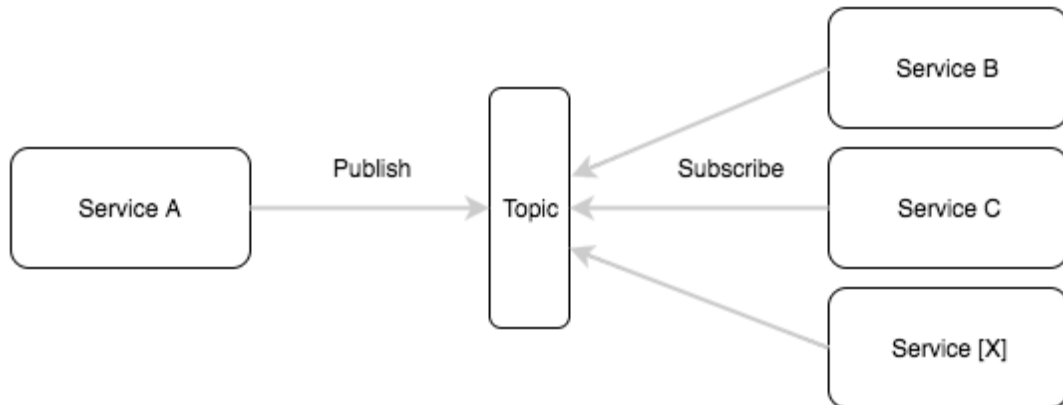 Service A
Publish
Topic
Subscribe
Service B
Service C
Service [X]